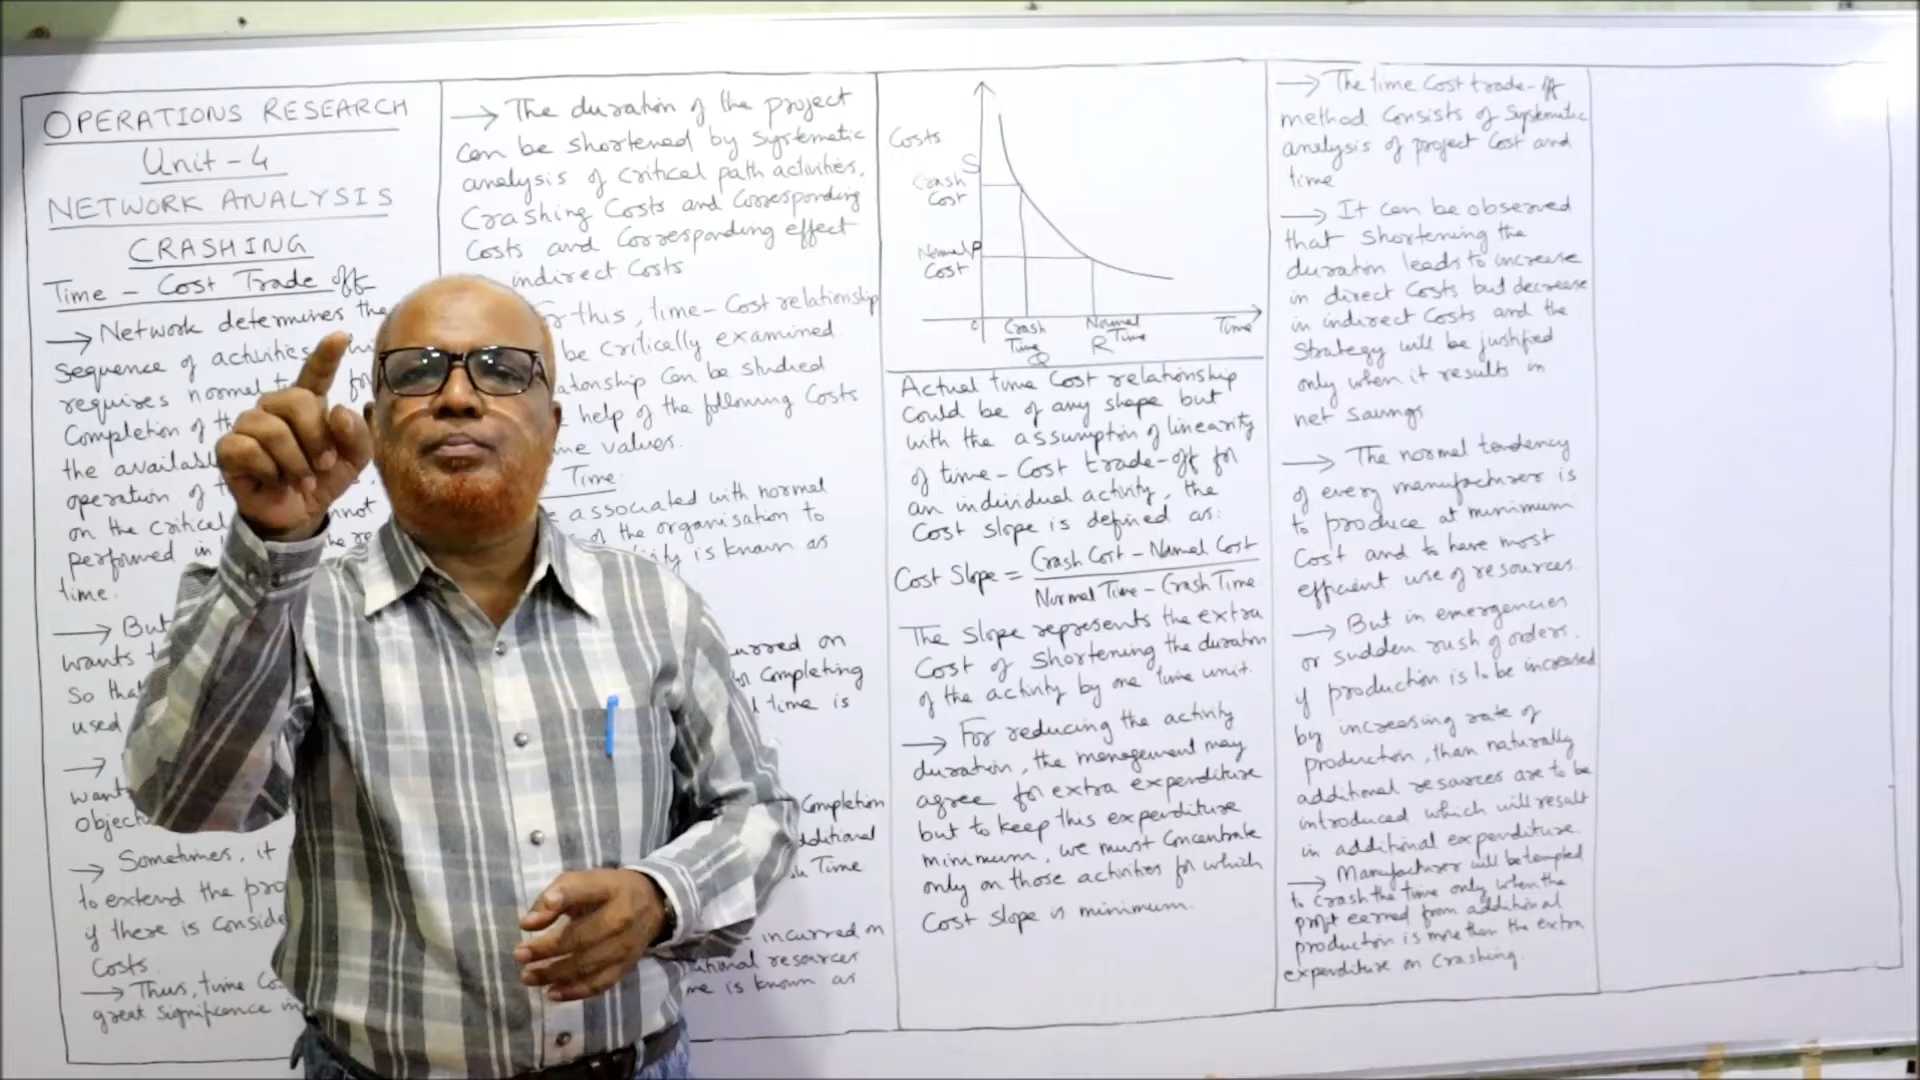 OPERATIONS RESEARCH
Unit - 4
NETWORK ANALYSIS
CRASHING
Time - Cost Trade off
→ Network determines the
sequence of activities
requires normal
Completion of th
the availabl
operation of t
on the critical
performed in
time.
→ But
wants t
So that
used
→
want
Object
→ Sometimes, it
to extend the pro
if there is conside
Costs
→ Thus, time Co
great significance in
→ The duration of the project
can be shortened by systematic
analysis of critical path activities,
Crashing Costs and Corresponding
Costs and Corresponding effect
indirect Costs
this, time-Cost relationship
be critically examined
ationship can be studied
help of the following Costs
me values.
Time
associated with normal
of the organisation to
is known as
urred on
for Completing
time is
Completion
dditional
Time
incurred on
itional resources
me is known as
Costs
S
Crash
Cost
Normal P
Cost
0
Crash
Time
Q
Normal
Time
R
Time
Actual time Cost relationship
Could be of any shape but
with the assumption of linearity
of time-Cost trade-off for
an individual activity, the
Cost slope is defined as:
Cost Slope = Crash Cost - Normal Cost
Normal Time - Crash Time
The Slope represents the extra
Cost of Shortening the duration
of the activity by one time unit.
→ For reducing the activity
duration, the management may
agree for extra expenditure
but to keep this expenditure
minimum, we must Concentrate
only on those activities for which
Cost slope is minimum.
→ The time Cost trade-off
method Consists of Systematic
analysis of project Cost and
time
→ It can be observed
that shortening the
duration leads to increase
in direct Costs but decrease
in indirect Costs and the
Strategy will be justified
only when it results in
net savings
→ The normal tendency
of every manufacturer is
to produce at minimum
Cost and to have most
efficient use of resources.
→ But in emergencies
or sudden rush of orders,
if production is to be increased
by increasing rate of
production, than naturally
additional resources are to be
introduced which will result
in additional expenditure.
→ Manufacturer will be tempted
to crash the time only when the
profit earned from additional
production is more than the extra
expenditure on Crashing.